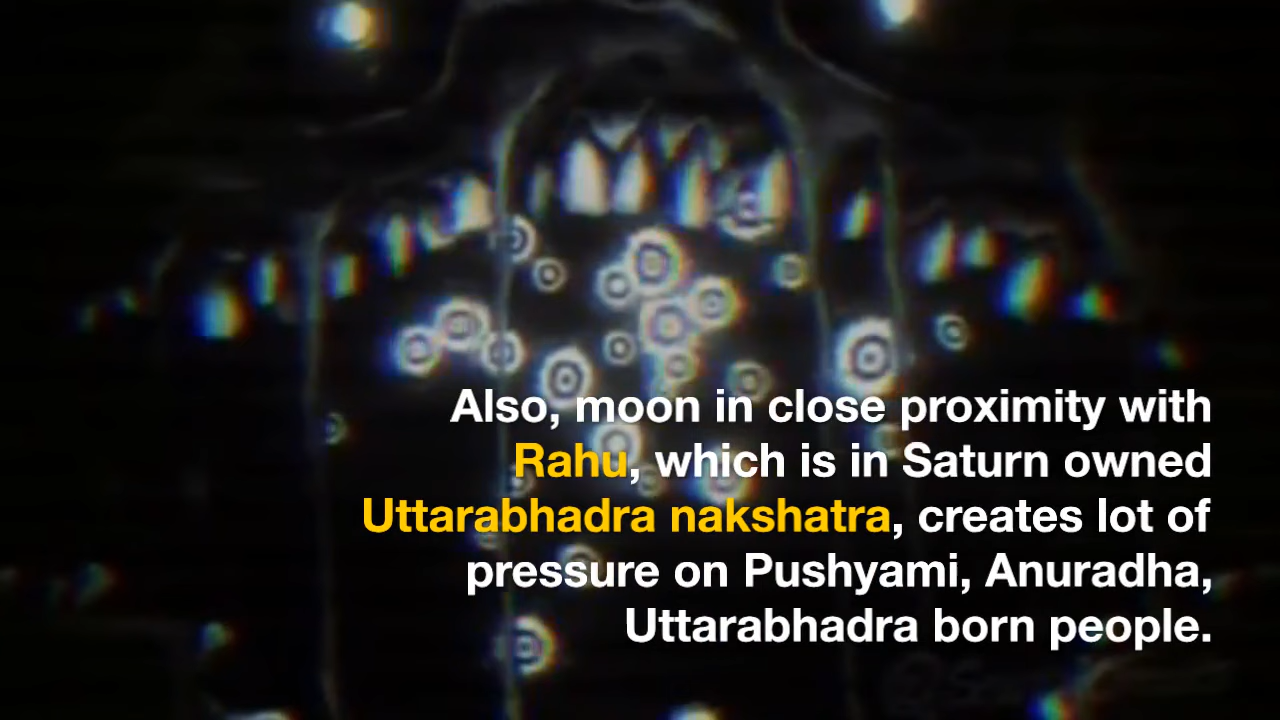 Also, moon in close proximity with
Rahu, which is in Saturn owned
Uttarabhadra nakshatra, creates lot of
pressure on Pushyami, Anuradha,
Uttarabhadra born people.